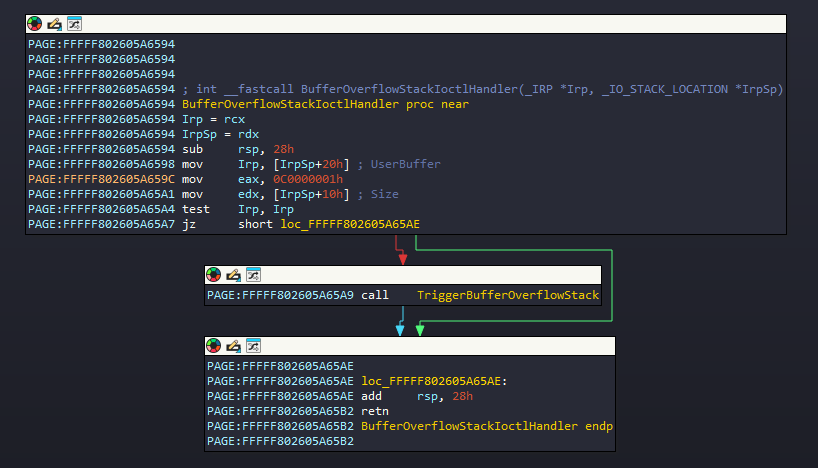 PAGE:FFFFF802605A6594
PAGE:FFFFF802605A6594
PAGE:FFFFF802605A6594
PAGE:FFFFF802605A6594 ; int __fastcall BufferOverflowStackIoctlHandler(_IRP *Irp, _IO_STACK_LOCATION *IrpSp)
PAGE:FFFFF802605A6594 BufferOverflowStackIoctlHandler proc near
PAGE:FFFFF802605A6594 Irp = rcx
PAGE:FFFFF802605A6594 IrpSp = rdx
PAGE:FFFFF802605A6594 sub rsp, 28h
PAGE:FFFFF802605A6598 mov Irp, [IrpSp+20h] ; UserBuffer
PAGE:FFFFF802605A659C mov eax, 0C0000001h
PAGE:FFFFF802605A65A1 mov edx, [IrpSp+10h] ; Size
PAGE:FFFFF802605A65A4 test Irp, Irp
PAGE:FFFFF802605A65A7 jz short loc_FFFFF802605A65AE
PAGE:FFFFF802605A65A9 call TriggerBufferOverflowStack
PAGE:FFFFF802605A65AE
PAGE:FFFFF802605A65AE loc_FFFFF802605A65AE:
PAGE:FFFFF802605A65AE add rsp, 28h
PAGE:FFFFF802605A65B2 retn
PAGE:FFFFF802605A65B2 BufferOverflowStackIoctlHandler endp
PAGE:FFFFF802605A65B2